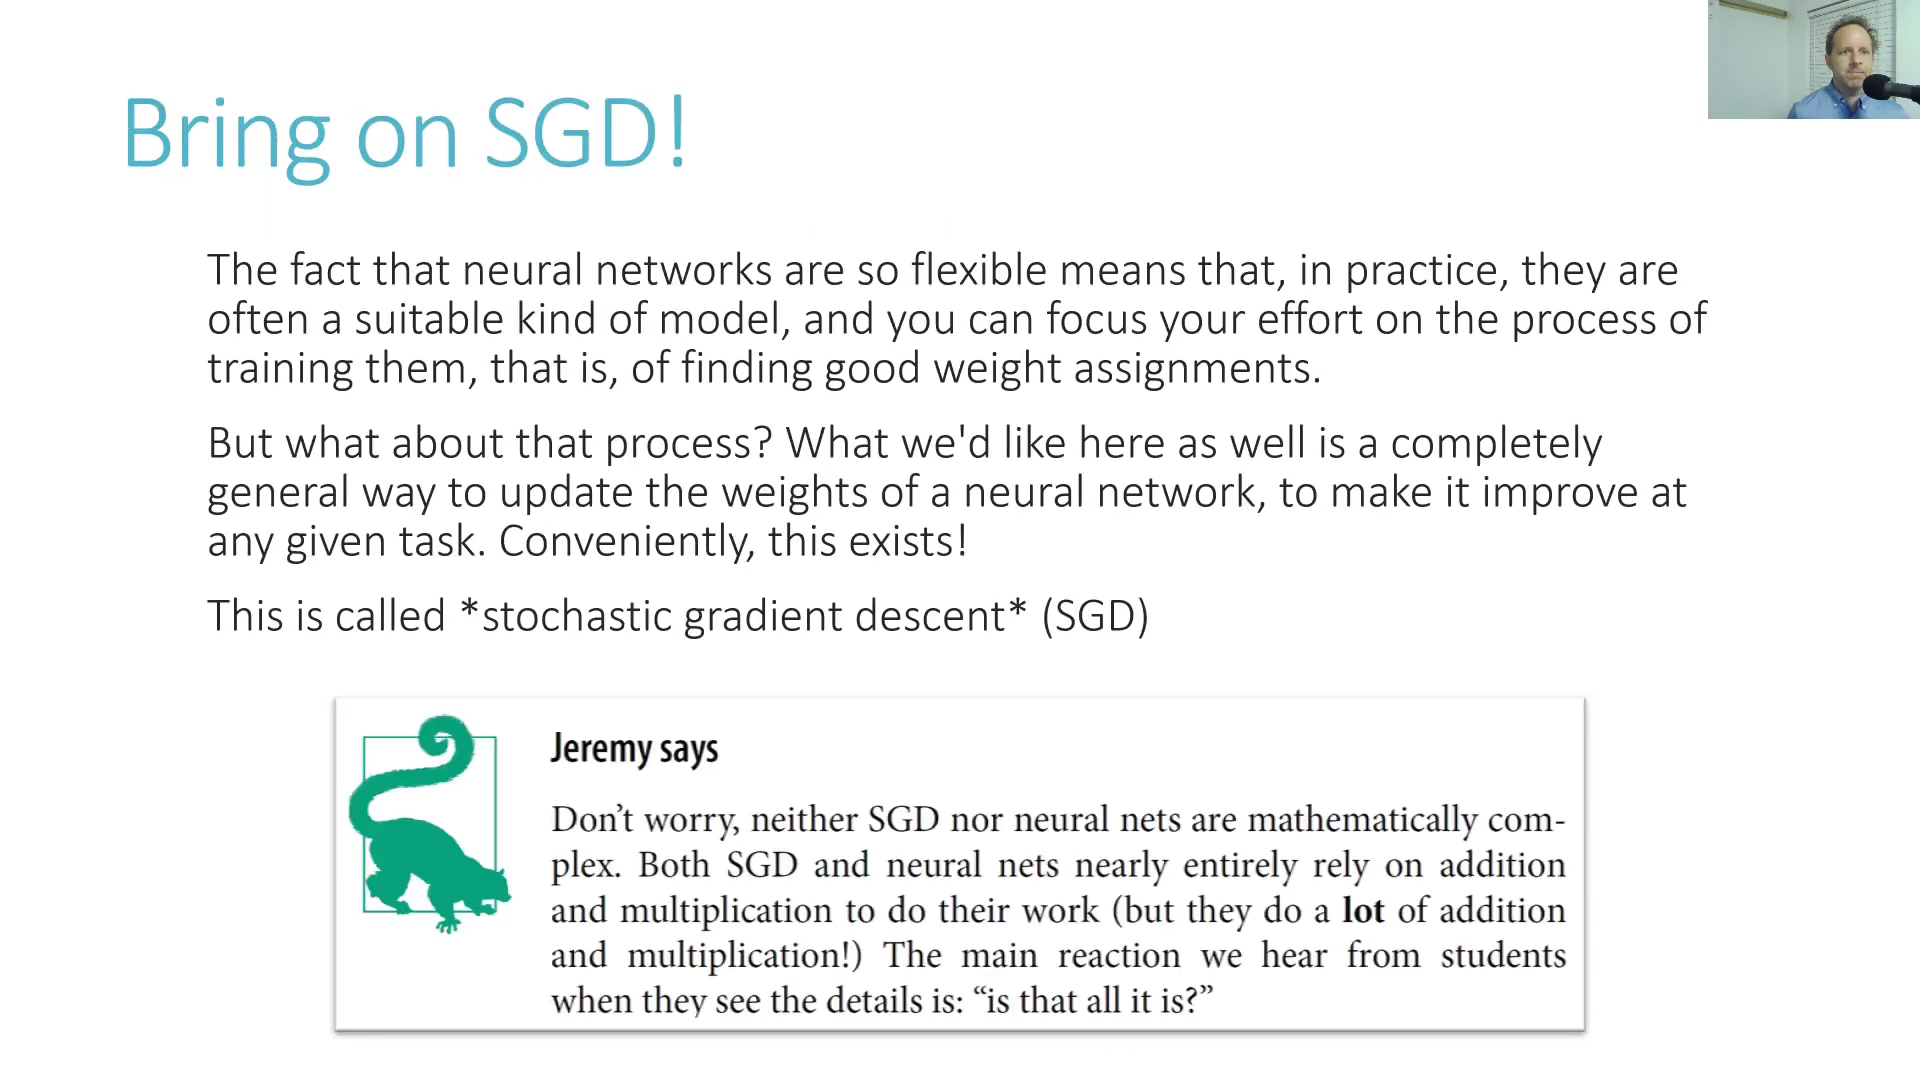 Bring on SGD!
The fact that neural networks are so flexible means that, in practice, they are
often a suitable kind of model, and you can focus your effort on the process of
training them, that is, of finding good weight assignments.
But what about that process? What we'd like here as well is a completely
general way to update the weights of a neural network, to make it improve at
any given task. Conveniently, this exists!
This is called *stochastic gradient descent* (SGD)
Jeremy says
Don’t worry, neither SGD nor neural nets are mathematically com-
plex. Both SGD and neural nets nearly entirely rely on addition
and multiplication to do their work (but they do a lot of addition
and multiplication!) The main reaction we hear from students
when they see the details is: “is that all it is?”